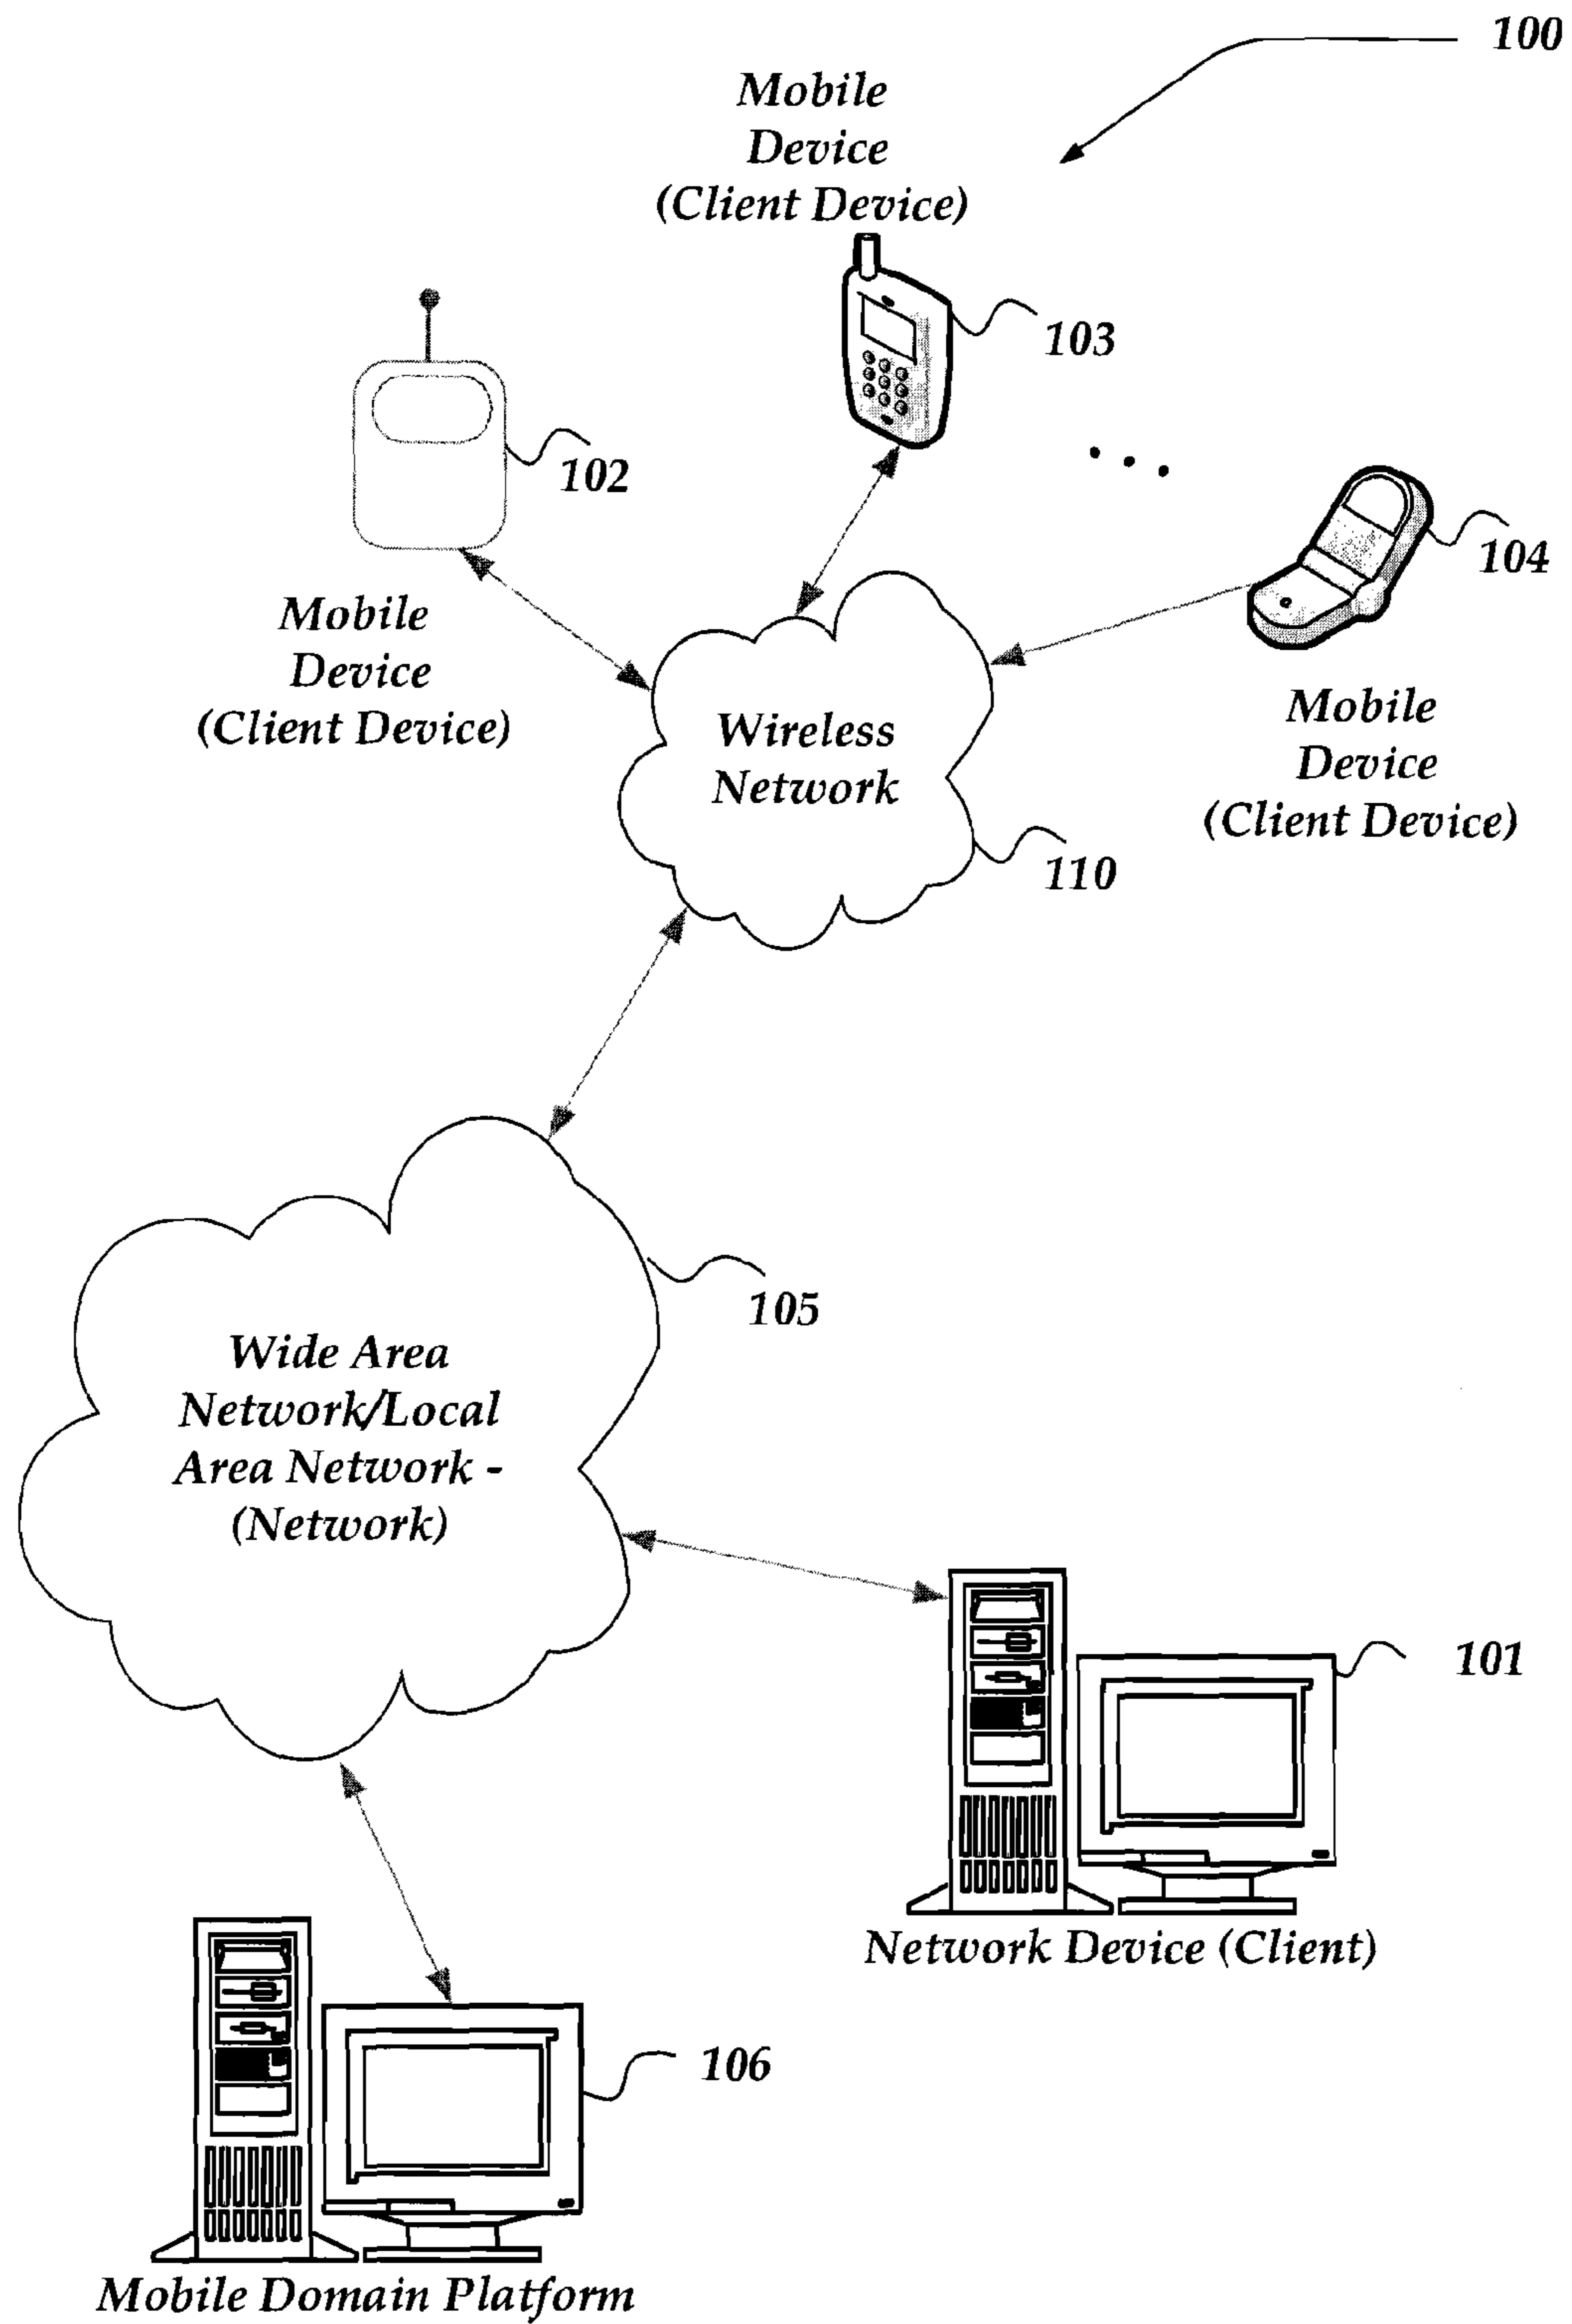 100
Mobile
Device
(Client Device)
103
102
104
Mobile
Device
(Client Device)
Mobile
Device
(Client Device)
Wireless
Network
110
105
Wide Area
Network/Local
Area Network -
(Network)
101
Network Device (Client)
106
Mobile Domain Platform